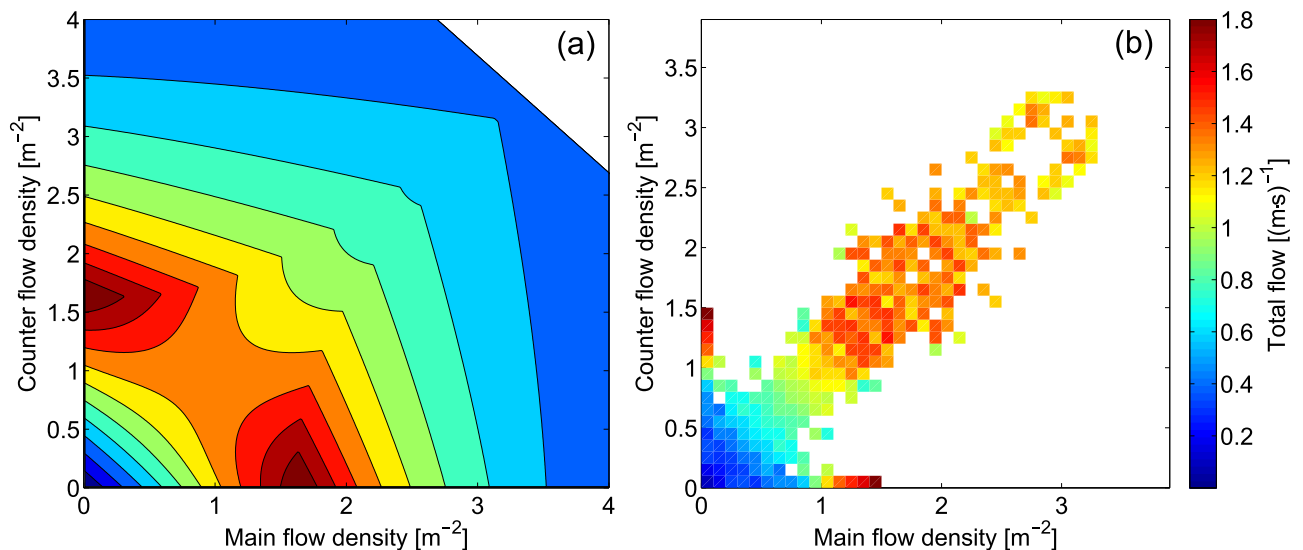 (a)
Counter flow density [m⁻²]
4
3.5
3
2.5
2
1.5
1
0.5
0
0 1 2 3 4
Main flow density [m⁻²]
(b)
Counter flow density [m⁻²]
3.5
3
2.5
2
1.5
1
0.5
0
0 1 2 3
Main flow density [m⁻²]
1.8
1.6
1.4
1.2
1
0.8
0.6
0.4
0.2
Total flow [(m·s)⁻¹]